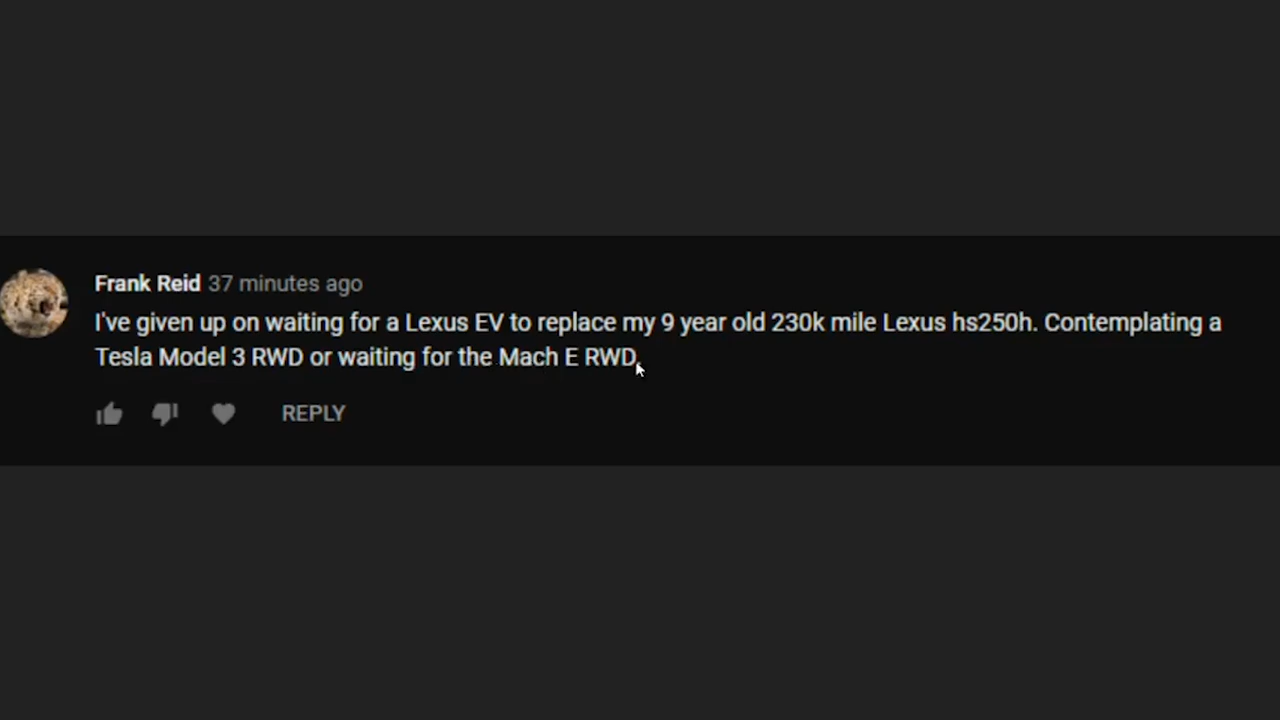 Frank Reid 37 minutes ago
I've given up on waiting for a Lexus EV to replace my 9 year old 230k mile Lexus hs250h. Contemplating a
Tesla Model 3 RWD or waiting for the Mach E RWD.
REPLY